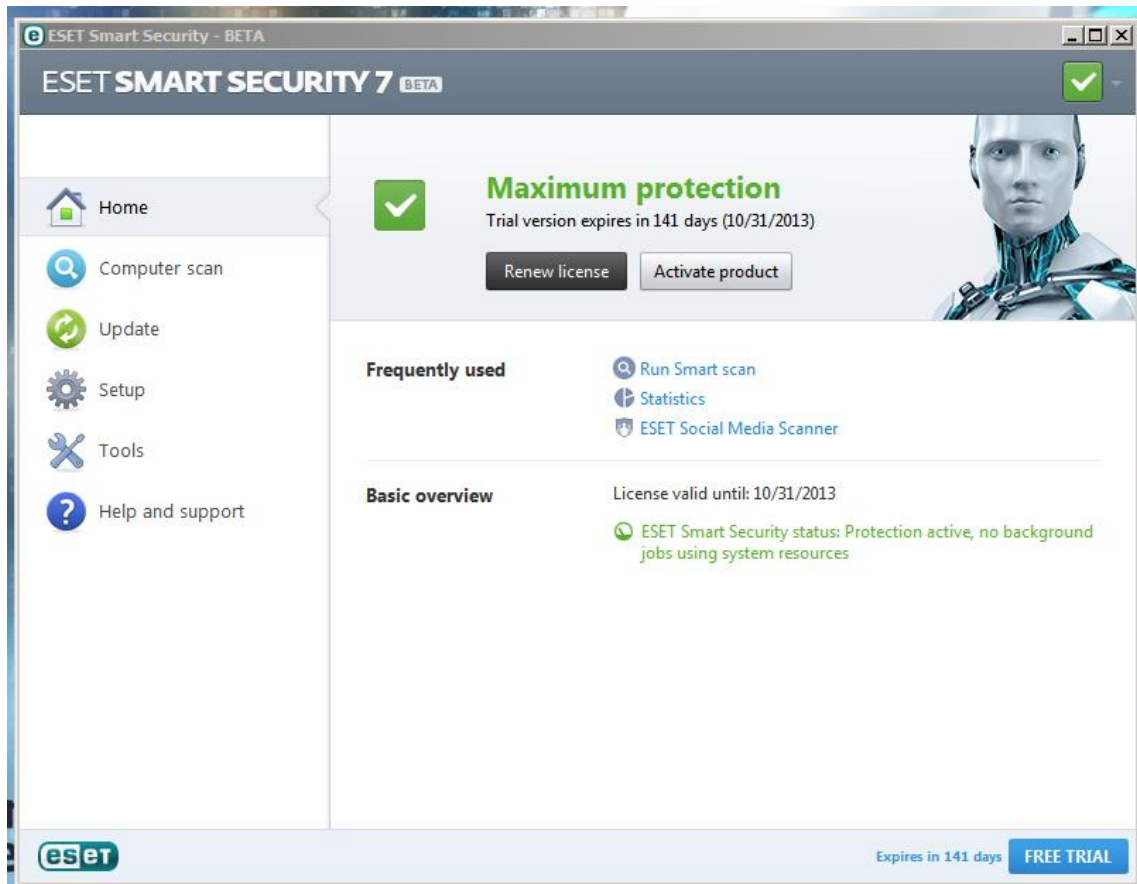 ESET Smart Security - BETA
ESET SMART SECURITY 7 BETA
Home
Computer scan
Update
Setup
Tools
Help and support
Maximum protection
Trial version expires in 141 days (10/31/2013)
Renew license
Activate product
Frequently used
Run Smart scan
Statistics
ESET Social Media Scanner
Basic overview
License valid until: 10/31/2013
ESET Smart Security status: Protection active, no background
jobs using system resources
eset
Expires in 141 days
FREE TRIAL